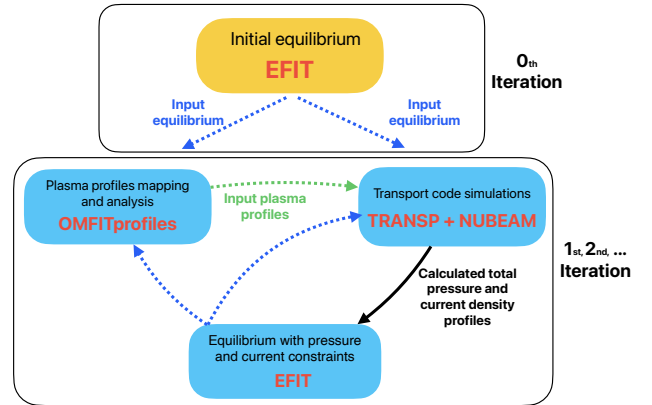 Initial equilibrium
EFIT
0th
Iteration
Input
equilibrium
Input
equilibrium
Plasma profiles mapping
and analysis
OMFITprofiles
Input plasma
profiles
Transport code simulations
TRANSP + NUBEAM
1st, 2nd, ...
Iteration
Calculated total
pressure and
current density
profiles
Equilibrium with pressure
and current constraints
EFIT